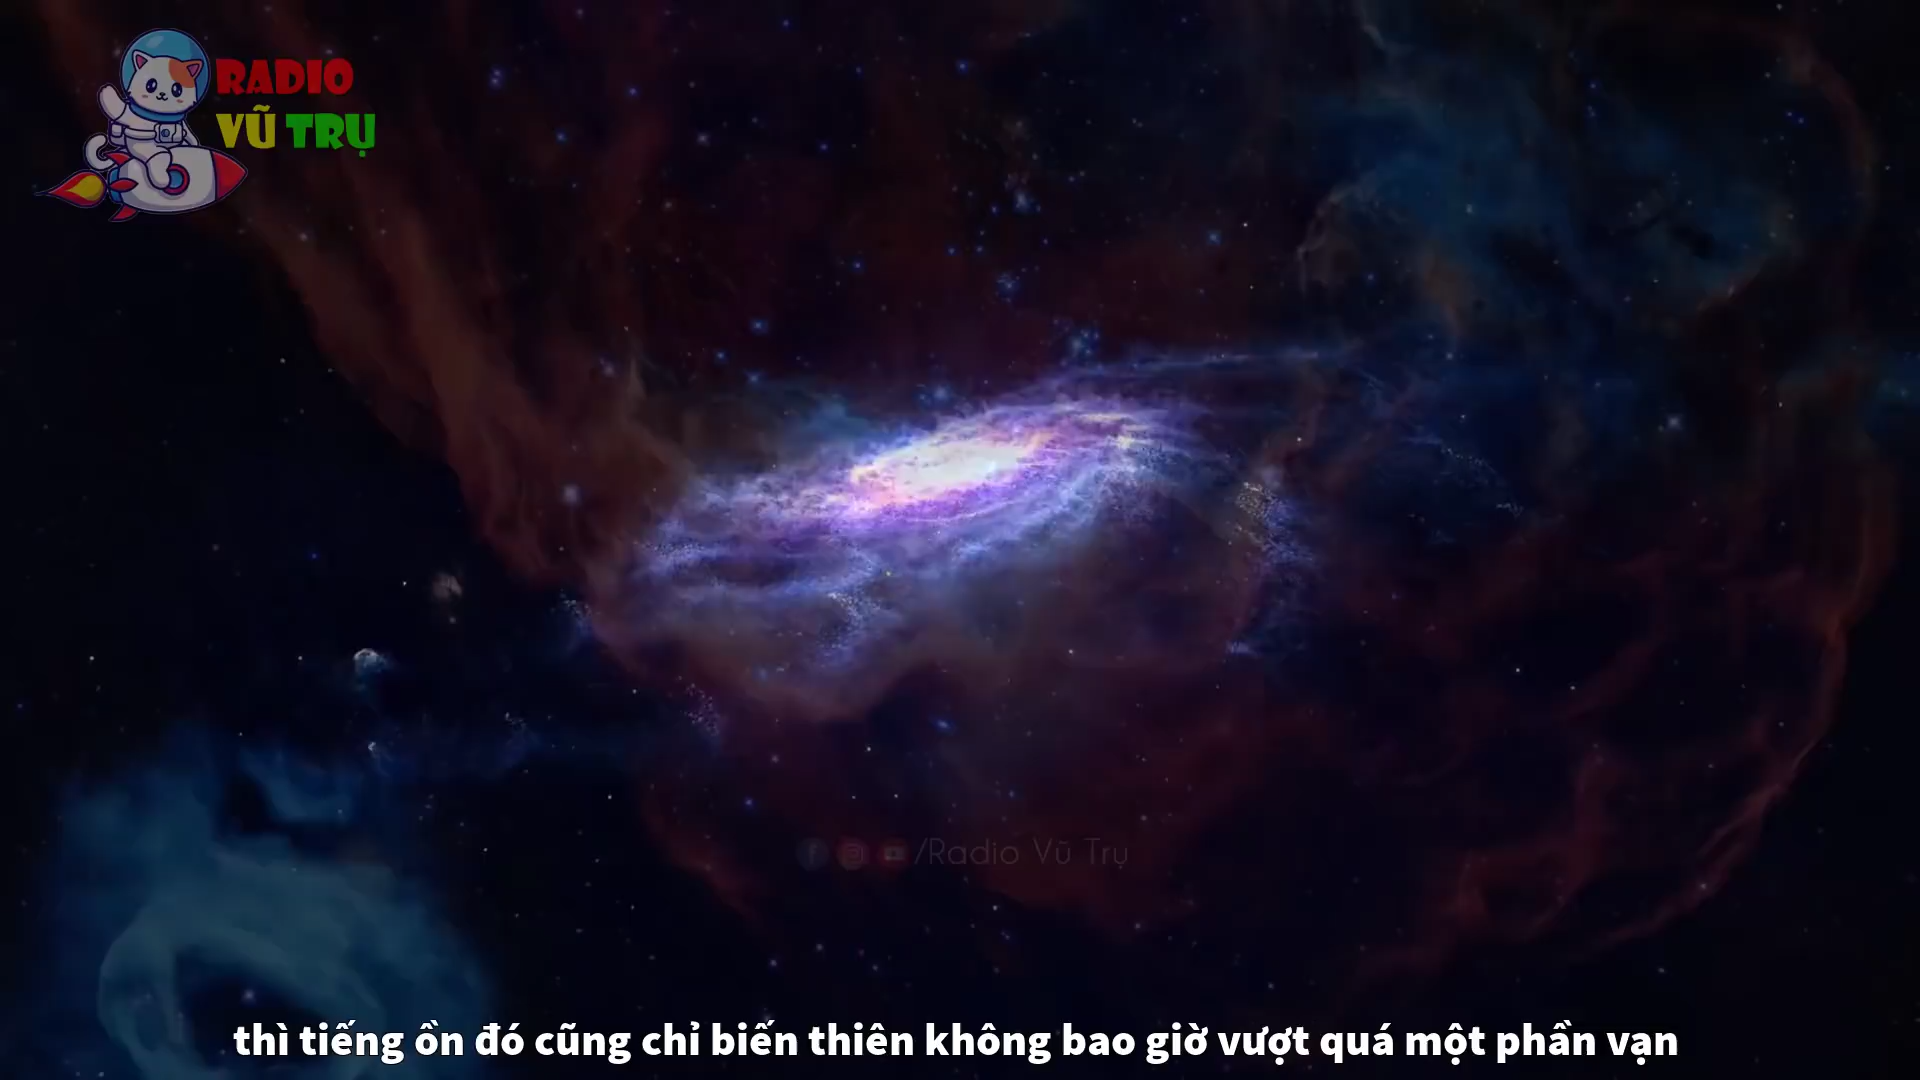 RADIO
VŨ TRỤ
/Radio Vũ Trụ
thì tiếng ồn đó cũng chỉ biến thiên không bao giờ vượt quá một phần vạn